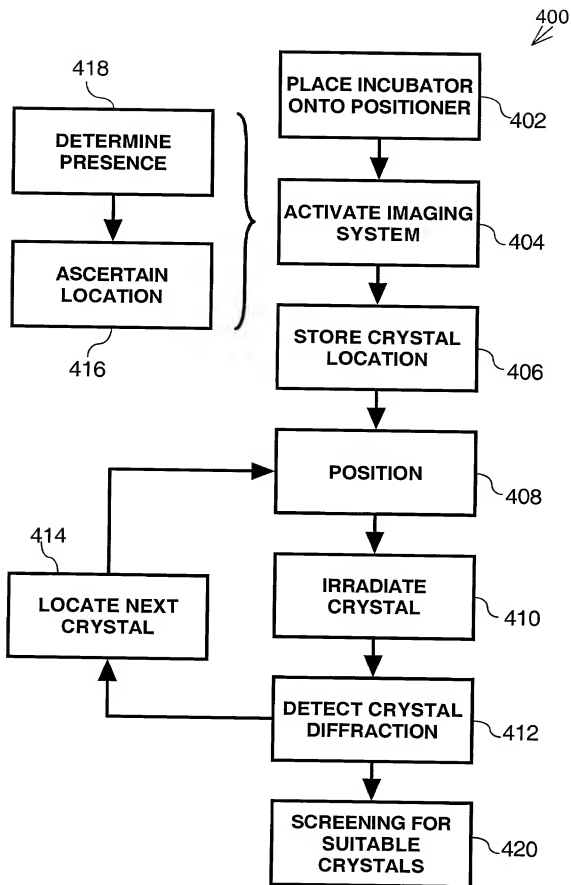 400
PLACE INCUBATOR
ONTO POSITIONER
402
418
DETERMINE
PRESENCE
ACTIVATE IMAGING
SYSTEM
404
ASCERTAIN
LOCATION
416
STORE CRYSTAL
LOCATION
406
POSITION
408
414
LOCATE NEXT
CRYSTAL
IRRADIATE
CRYSTAL
410
DETECT CRYSTAL
DIFFRACTION
412
SCREENING FOR
SUITABLE
CRYSTALS
420